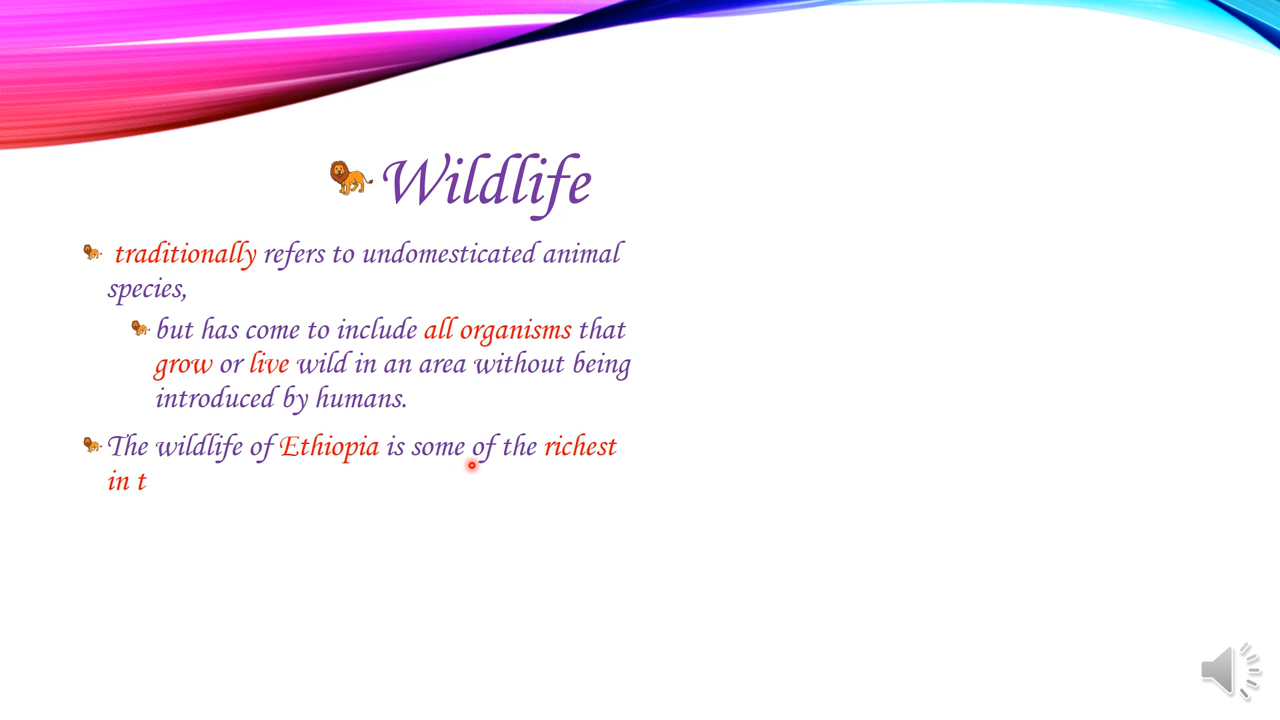 Wildlife
traditionally refers to undomesticated animal
species,
but has come to include all organisms that
grow or live wild in an area without being
introduced by humans.
The wildlife of Ethiopia is some of the richest
in t